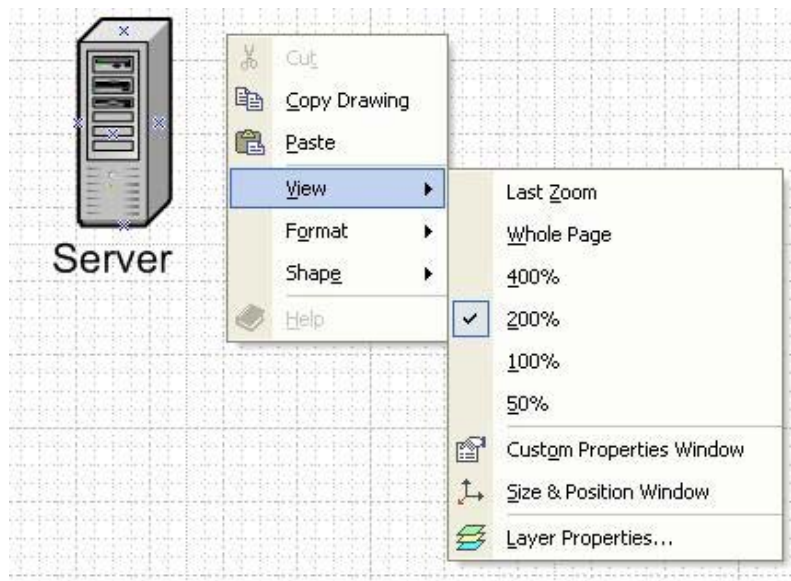 Server
Cut
Copy Drawing
Paste
View
Format
Shape
Help
Last Zoom
Whole Page
400%
200%
100%
50%
Custom Properties Window
Size & Position Window
Layer Properties...